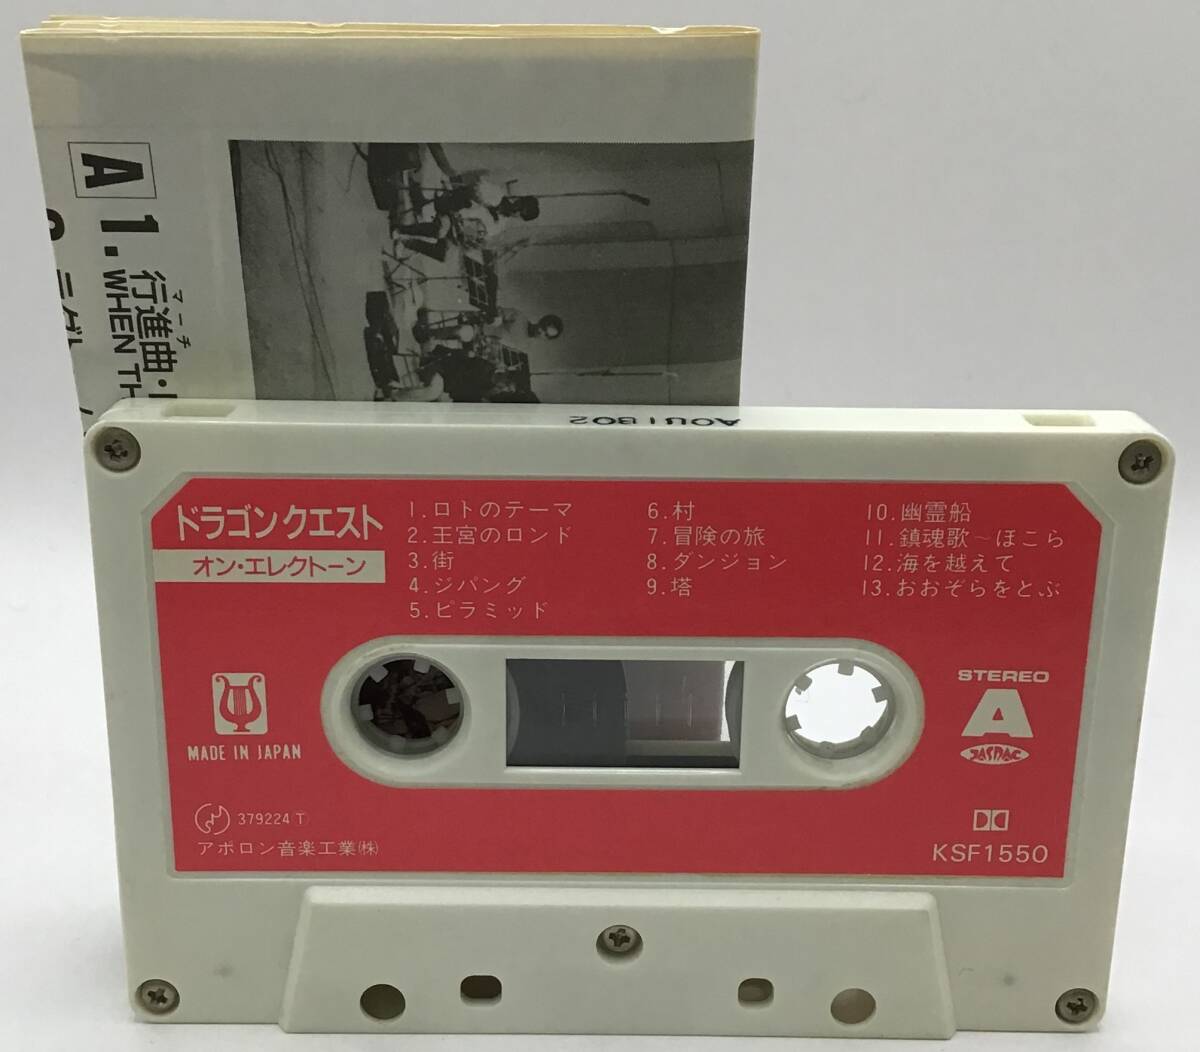 A
1.
マーチ
行進曲・
WHEN TH
AOUIBO2
ドラゴンクエスト
オン・エレクトーン
1.ロトのテーマ
2.王宮のロンド
3.街
4.ジパング
5.ピラミッド
6.村
7.冒険の旅
8.ダンジョン
9.塔
10.幽霊船
11.鎮魂歌~ほこら
12.海を越えて
13.おおぞらをとぶ
MADE IN JAPAN
379224 T
アポロン音楽工業㈱
STEREO
A
JASRAC
KSF1550